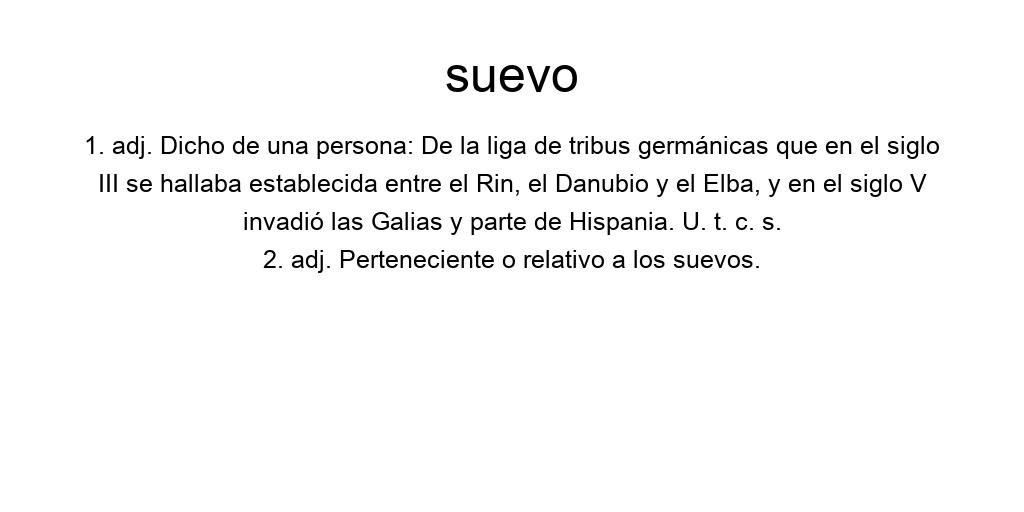 suevo
1. adj. Dicho de una persona: De la liga de tribus germánicas que en el siglo
III se hallaba establecida entre el Rin, el Danubio y el Elba, y en el siglo V
invadió las Galias y parte de Hispania. U. t. c. s.
2. adj. Perteneciente o relativo a los suevos.